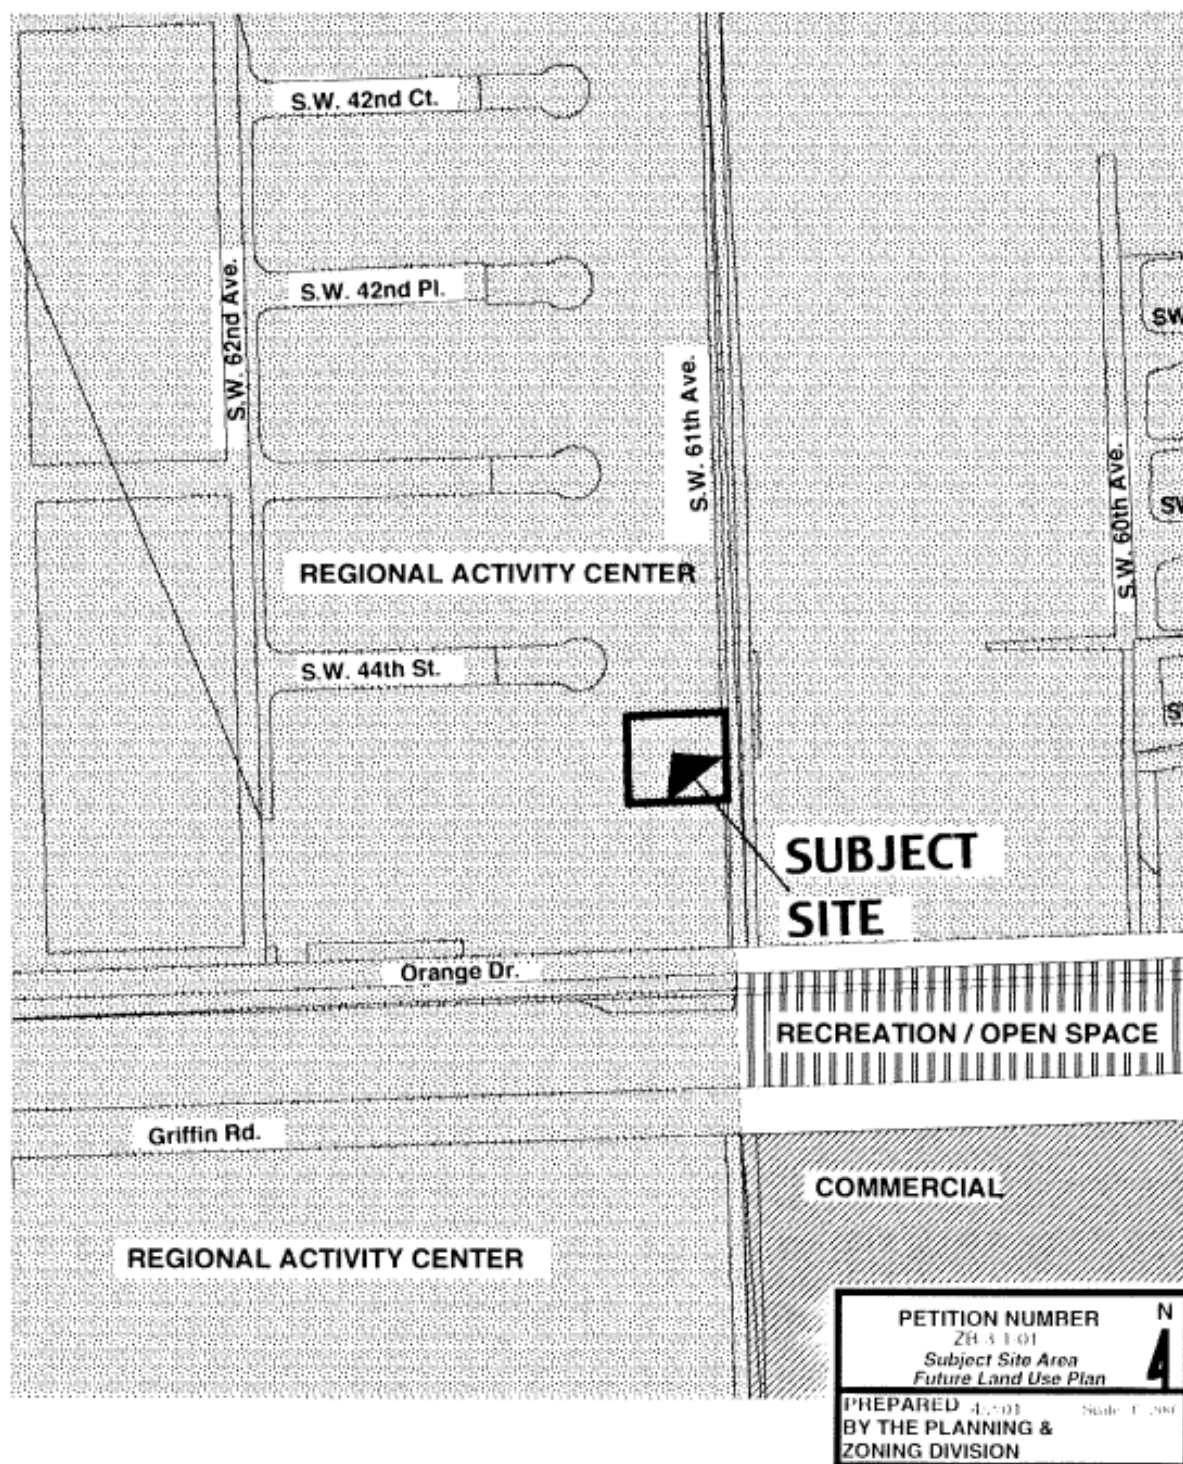 S.W. 42nd Ct.
S.W. 42nd Pl.
S.W. 62nd Ave.
S.W. 61th Ave.
SW
S.W. 60th Ave.
REGIONAL ACTIVITY CENTER
S.W. 44th St.
SUBJECT
SITE
Orange Dr.
RECREATION / OPEN SPACE
Griffin Rd.
COMMERCIAL
REGIONAL ACTIVITY CENTER
PETITION NUMBER
N
Subject Site Area
Future Land Use Plan
PREPARED
BY THE PLANNING &
ZONING DIVISION